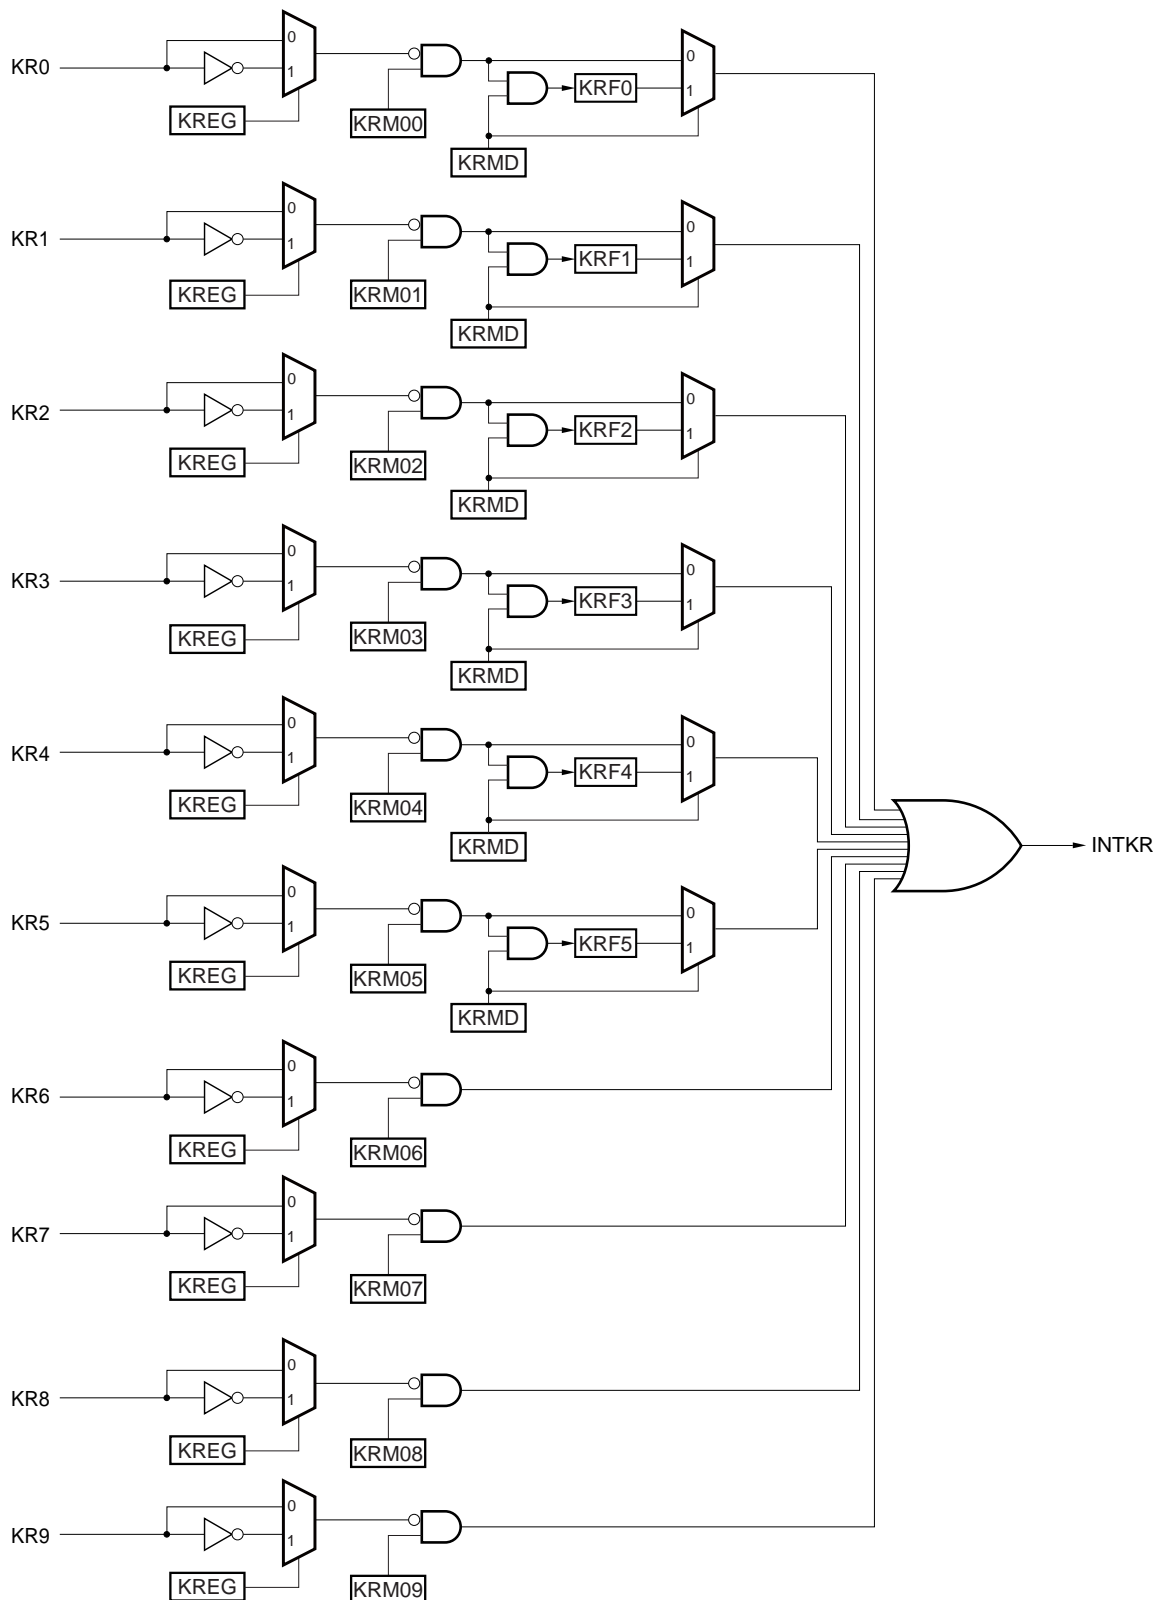 0
KR0
1
KREG
KRM00
KRF0
0
1
KRMD
0
KR1
1
KREG
KRM01
KRF1
0
1
KRMD
0
KR2
1
KREG
KRM02
KRF2
0
1
KRMD
0
KR3
1
KREG
KRM03
KRF3
0
1
KRMD
0
KR4
1
KREG
KRM04
KRF4
0
1
KRMD
INTKR
0
KR5
1
KREG
KRM05
KRF5
0
1
KRMD
0
KR6
1
KREG
KRM06
0
KR7
1
KREG
KRM07
0
KR8
1
KREG
KRM08
0
KR9
1
KREG
KRM09